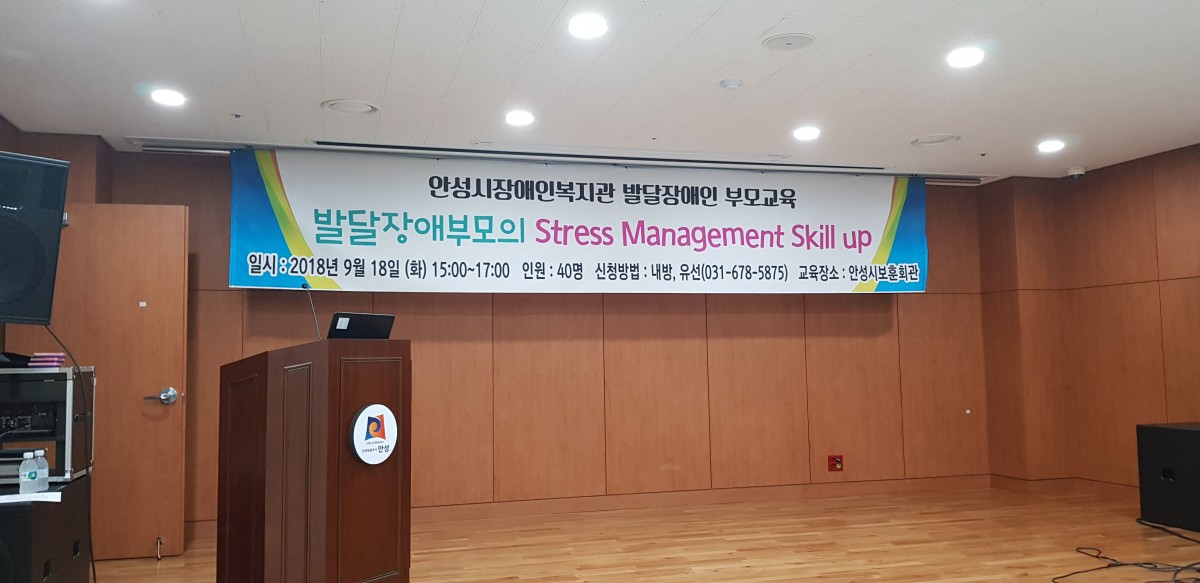 안성시장애인복지관 발달장애인 부모교육
발달장애부모의 Stress Management Skill up
일시 : 2018년 9월 18일 (화) 15:00~17:00 인원 : 40명 신청방법 : 내방, 유선(031-678-5875) 교육장소 : 안성시보훈회관
안성